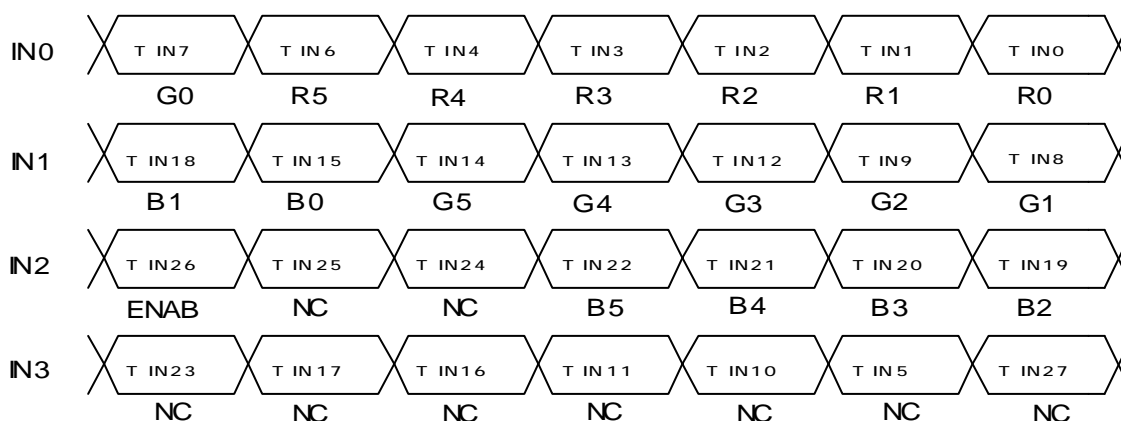 IN0 T IN7 T IN6 T IN4 T IN3 T IN2 T IN1 T IN0
G0 R5 R4 R3 R2 R1 R0
IN1 T IN18 T IN15 T IN14 T IN13 T IN12 T IN9 T IN8
B1 B0 G5 G4 G3 G2 G1
IN2 T IN26 T IN25 T IN24 T IN22 T IN21 T IN20 T IN19
ENAB NC NC B5 B4 B3 B2
IN3 T IN23 T IN17 T IN16 T IN11 T IN10 T IN5 T IN27
NC NC NC NC NC NC NC